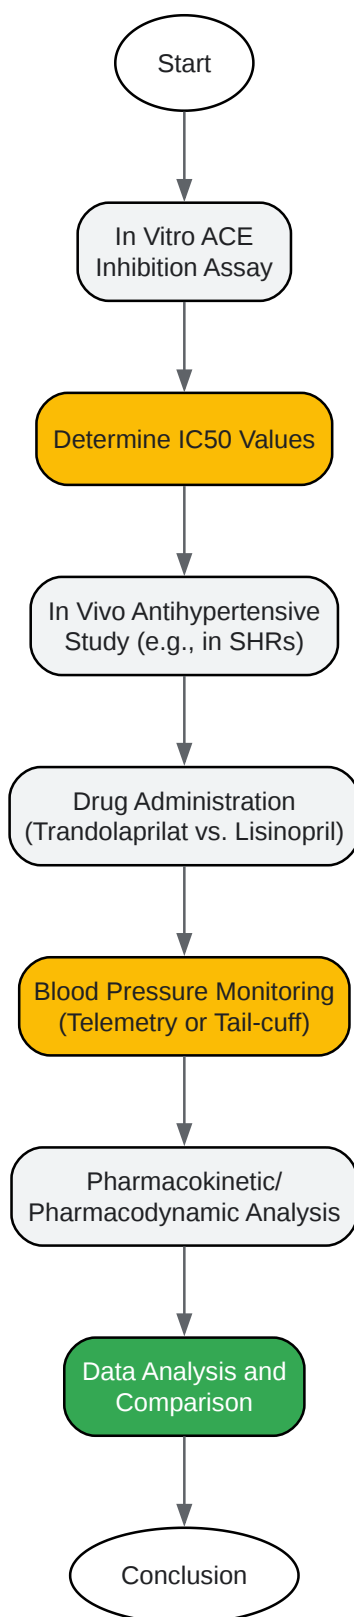 Start
In Vitro ACE
Inhibition Assay
Determine IC50 Values
In Vivo Antihypertensive
Study (e.g., in SHRs)
Drug Administration
(Trandolaprilat vs. Lisinopril)
Blood Pressure Monitoring
(Telemetry or Tail-cuff)
Pharmacokinetic/
Pharmacodynamic Analysis
Data Analysis and
Comparison
Conclusion